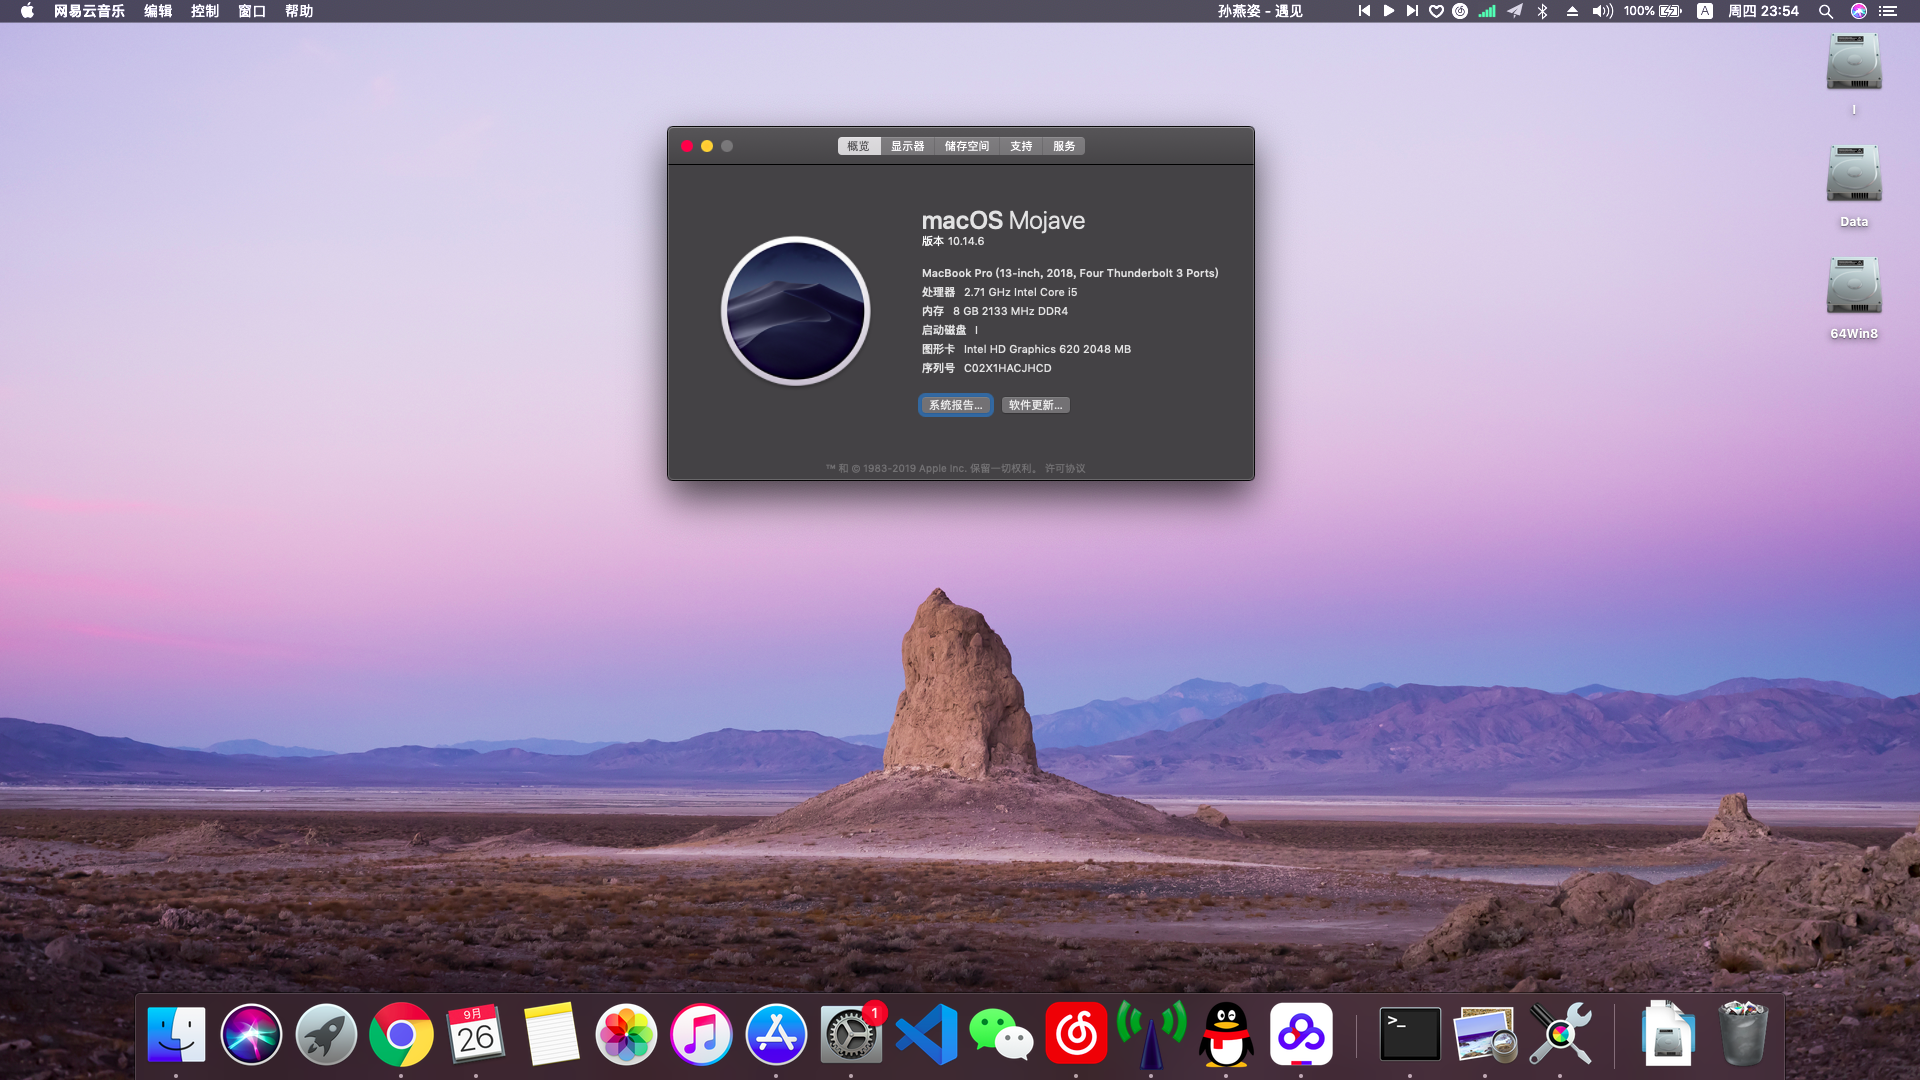 网易云音乐 编辑 控制 窗口 帮助 孙燕姿 - 遇见 100% A 周四 23:54
I
Data
64Win8
概览 显示器 储存空间 支持 服务
macOS Mojave
版本 10.14.6
MacBook Pro (13-inch, 2018, Four Thunderbolt 3 Ports)
处理器 2.71 GHz Intel Core i5
内存 8 GB 2133 MHz DDR4
启动磁盘 I
图形卡 Intel HD Graphics 620 2048 MB
序列号 C02X1HACJHCD
系统报告... 软件更新...
™ 和 © 1983-2019 Apple Inc. 保留一切权利。 许可协议
9月
26
1
>_